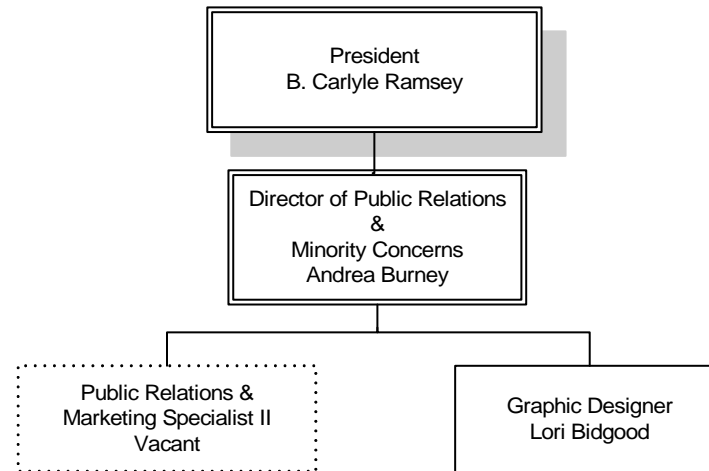 President
B. Carlyle Ramsey
Director of Public Relations
&
Minority Concerns
Andrea Burney
Public Relations &
Marketing Specialist II
Vacant
Graphic Designer
Lori Bidgood